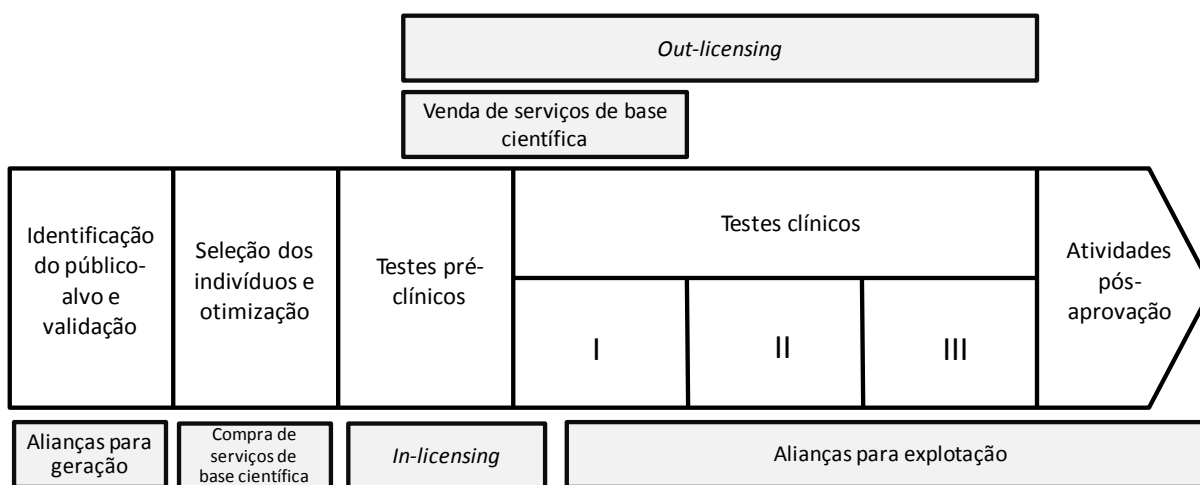 Out-licensing
Venda de serviços de base
científica
Identificação
do público-
alvo e
validação
Seleção dos
indivíduos e
otimização
Testes pré-
clínicos
Testes clínicos
I
II
III
Atividades
pós-
aprovação
Alianças para
geração
Compra de
serviços de
base científica
In-licensing
Alianças para explotação